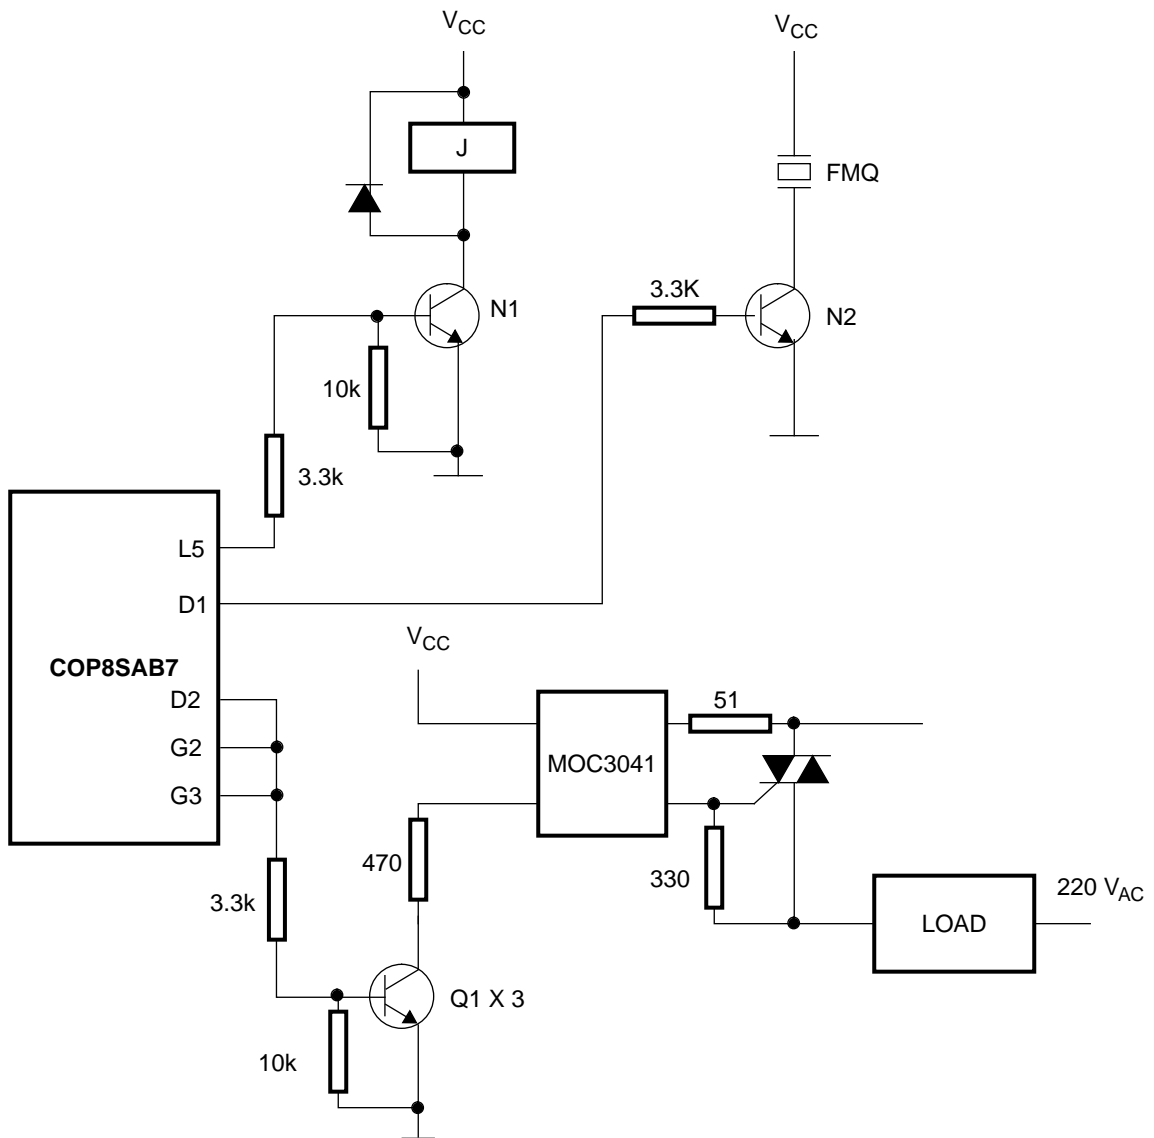 VCC
VCC
J
FMQ
N1
3.3K
N2
10k
3.3k
L5
D1
COP8SAB7
D2
G2
G3
VCC
51
MOC3041
470
330
3.3k
220 VAC
LOAD
Q1 X 3
10k